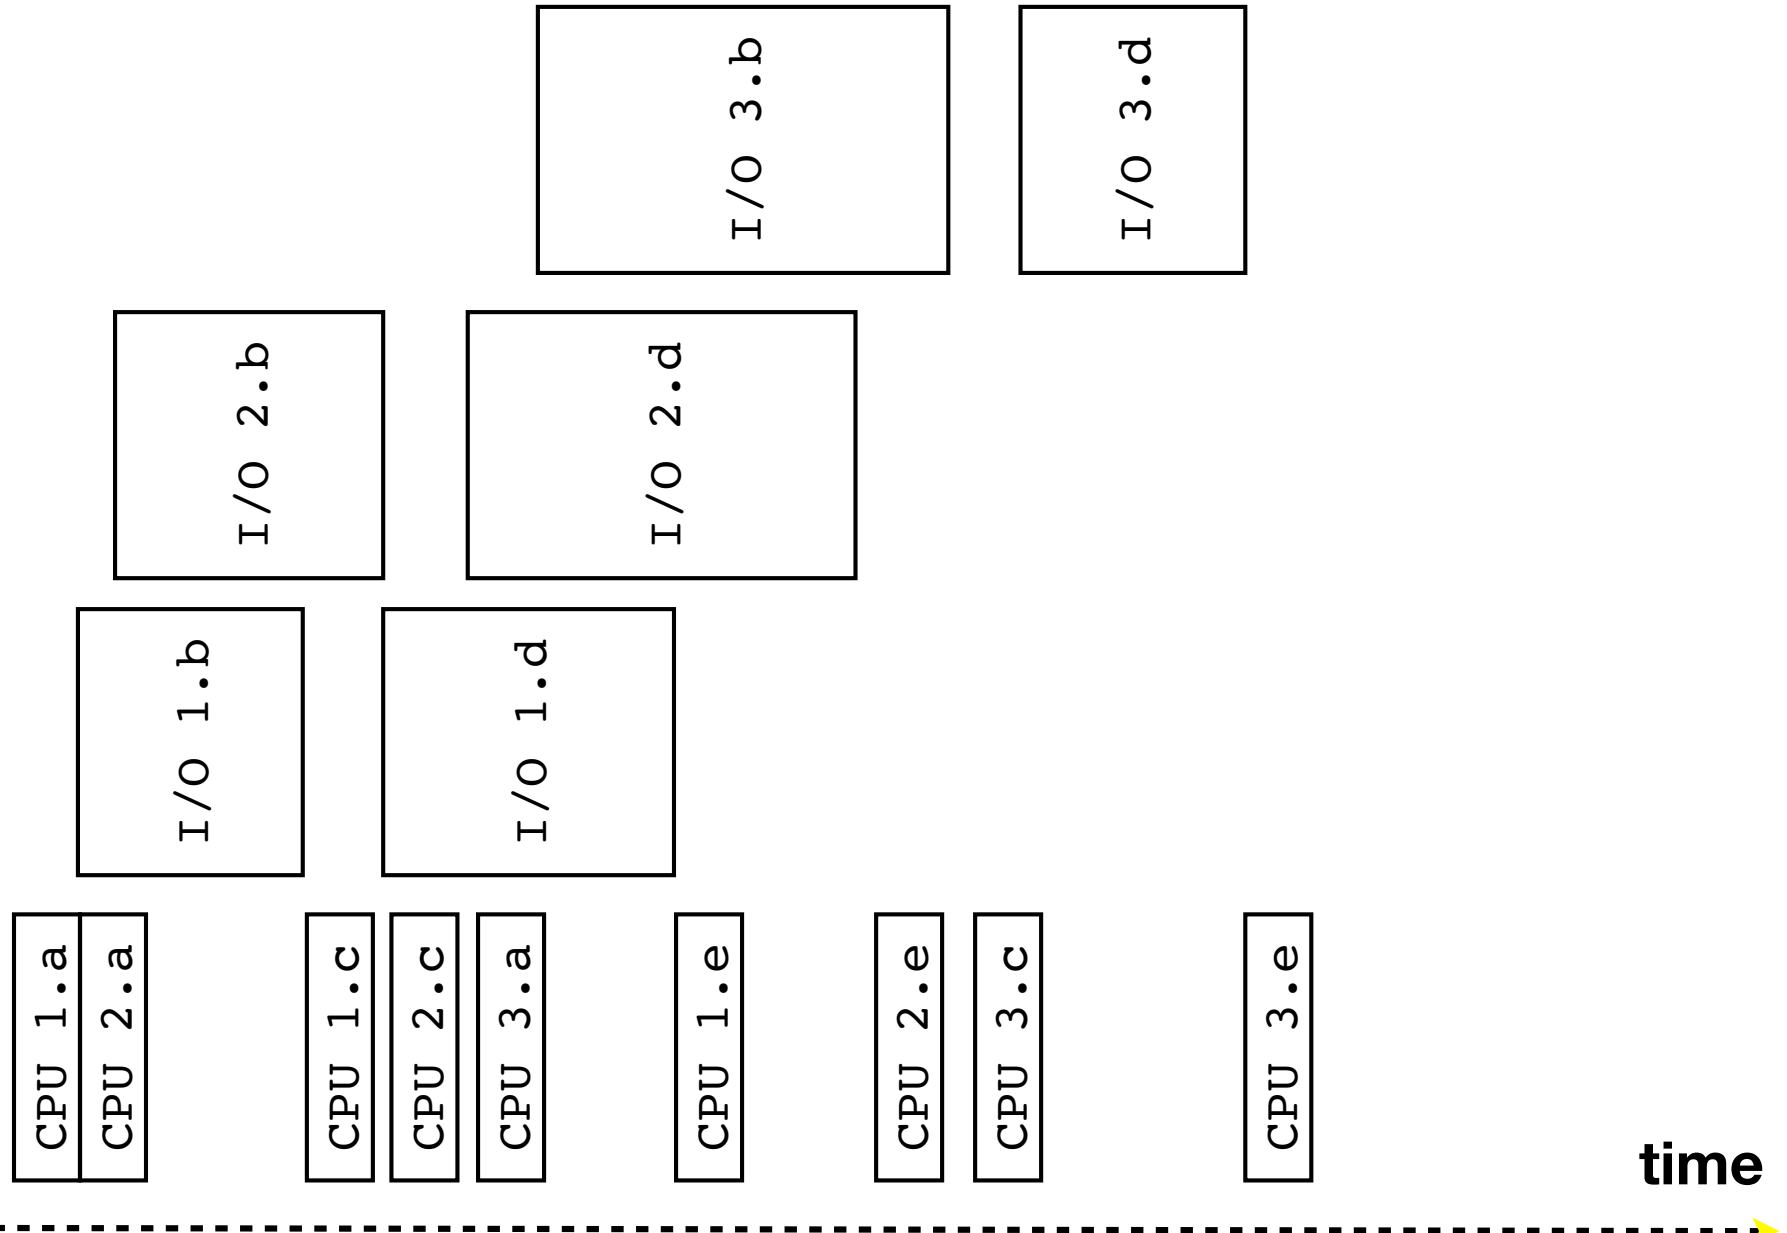 I/O 3.b
I/O 3.d
I/O 2.b
I/O 2.d
I/O 1.b
I/O 1.d
CPU 1.a
CPU 2.a
CPU 1.c
CPU 2.c
CPU 3.a
CPU 1.e
CPU 2.e
CPU 3.c
CPU 3.e
time